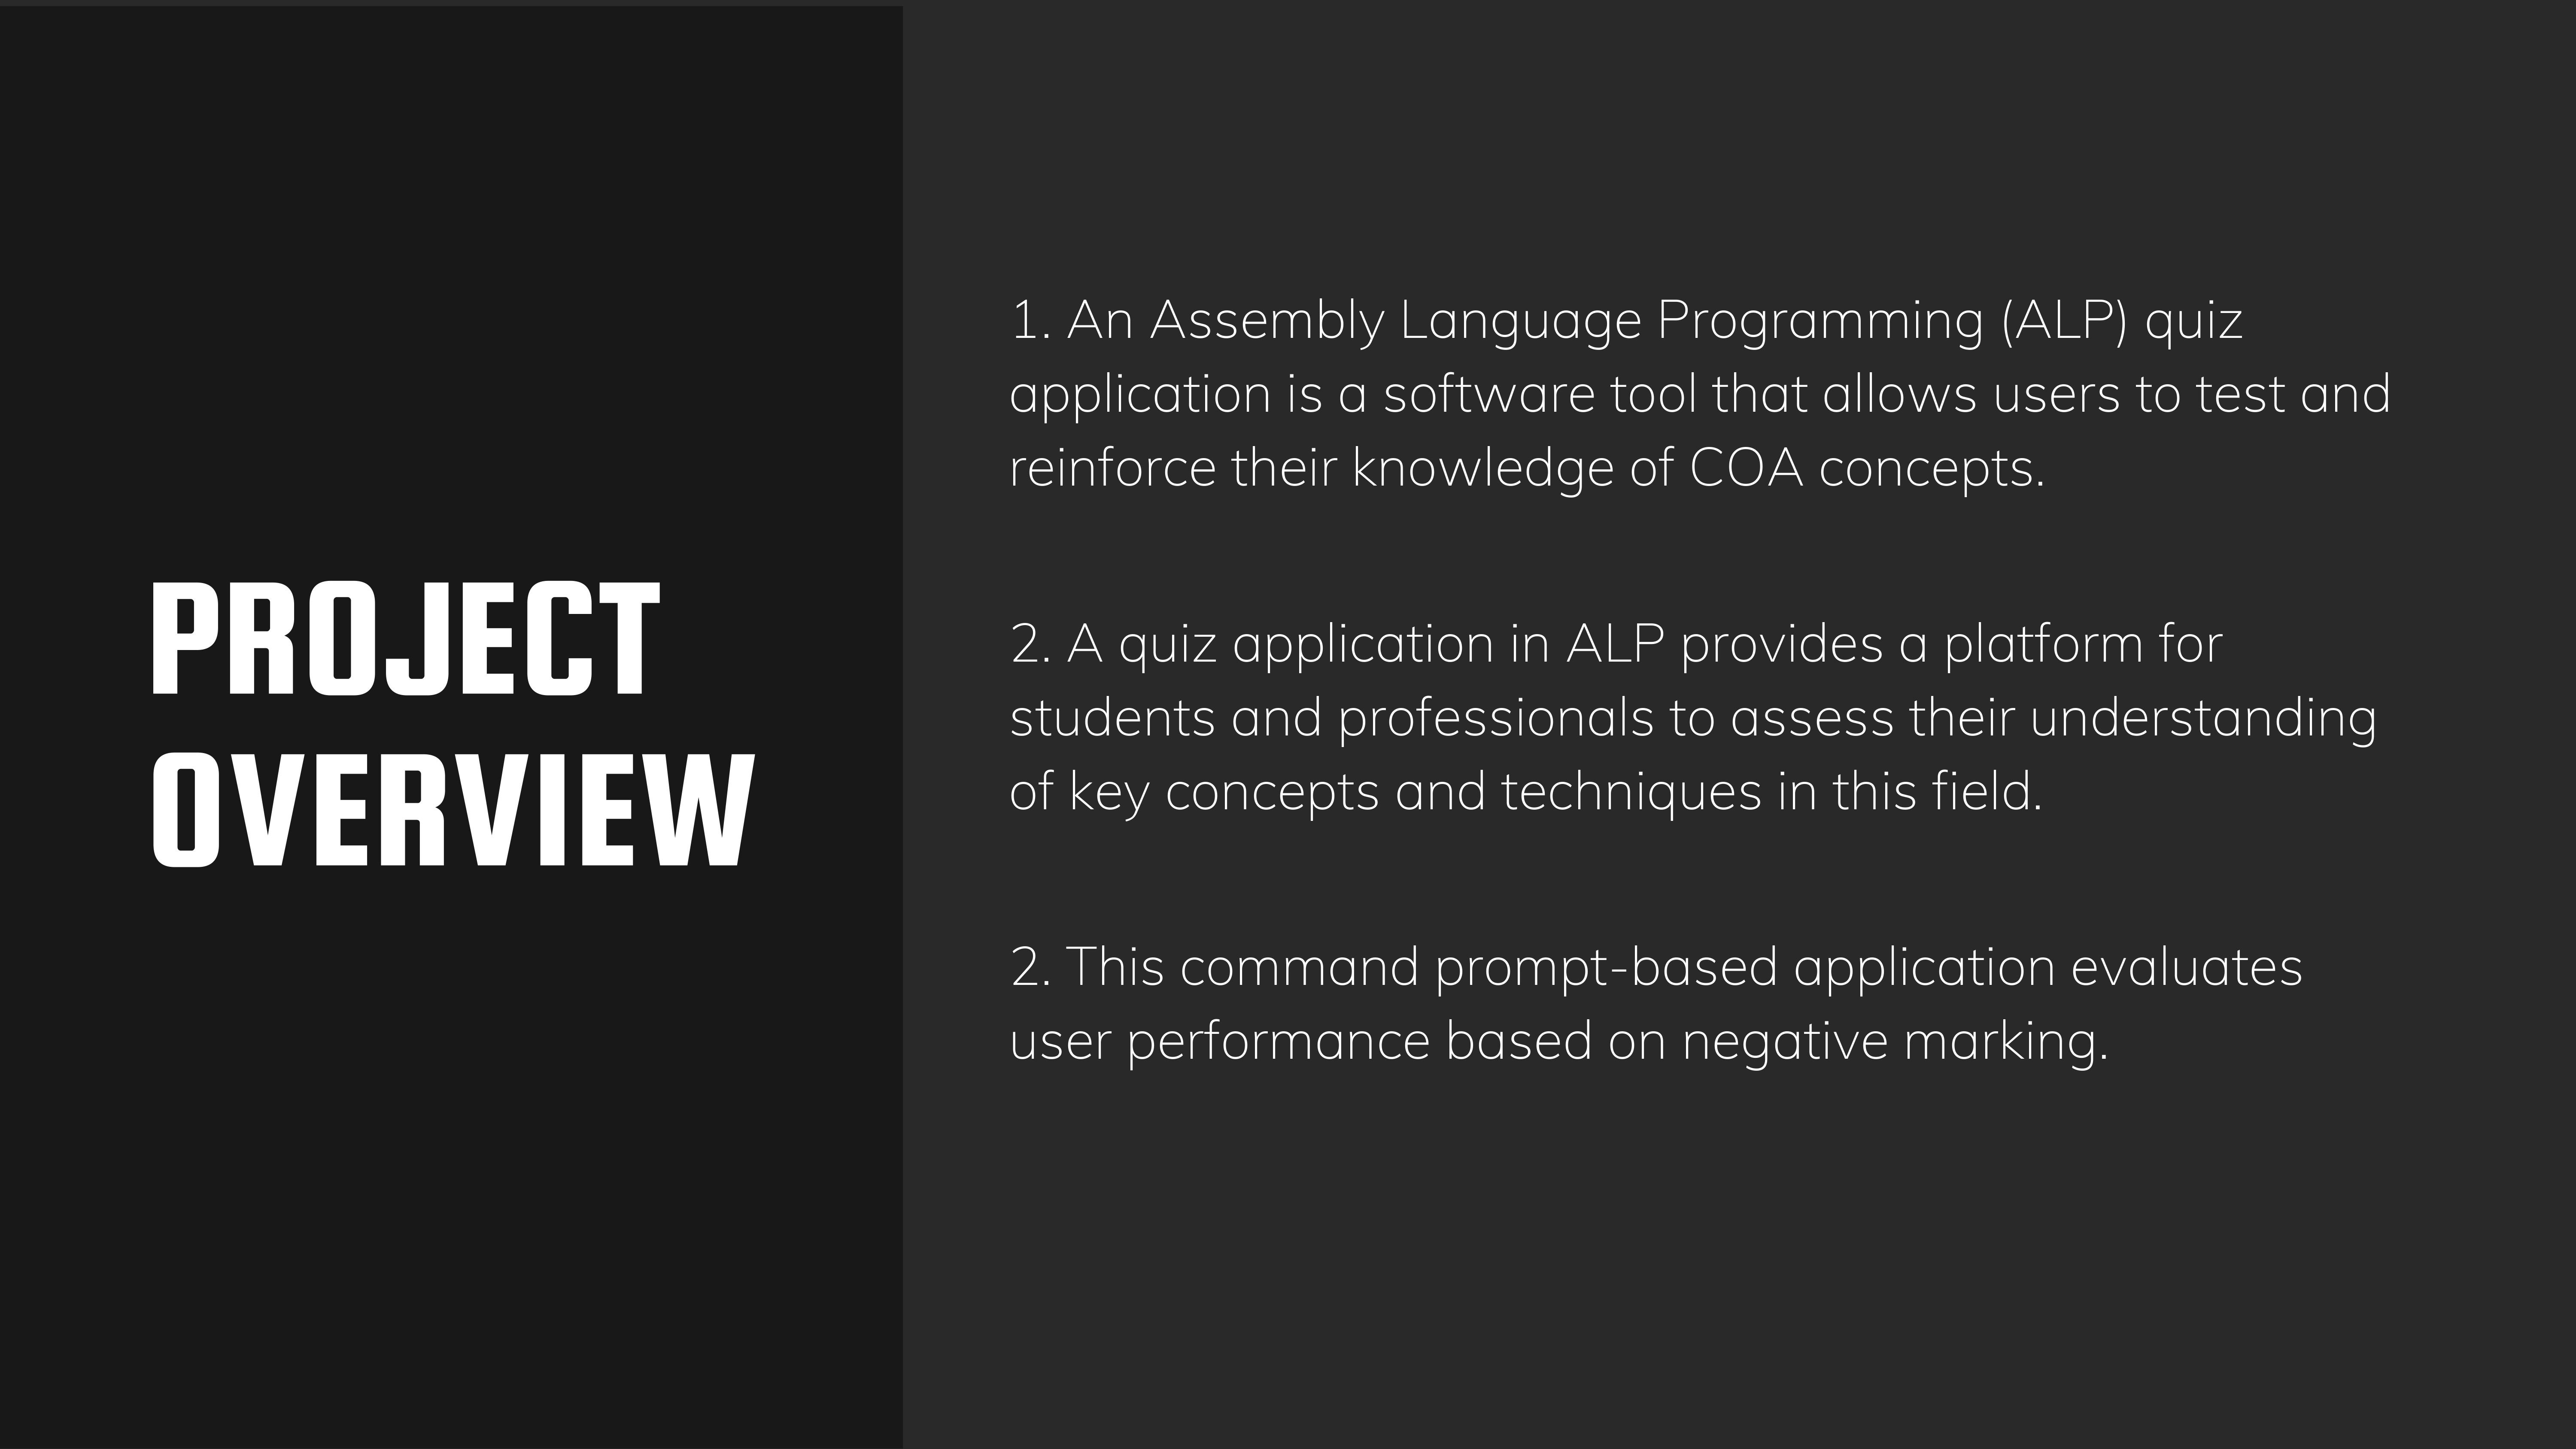 PROJECT
OVERVIEW
1. An Assembly Language Programming (ALP) quiz
application is a software tool that allows users to test and
reinforce their knowledge of COA concepts.
2. A quiz application in ALP provides a platform for
students and professionals to assess their understanding
of key concepts and techniques in this field.
2. This command prompt-based application evaluates
user performance based on negative marking.